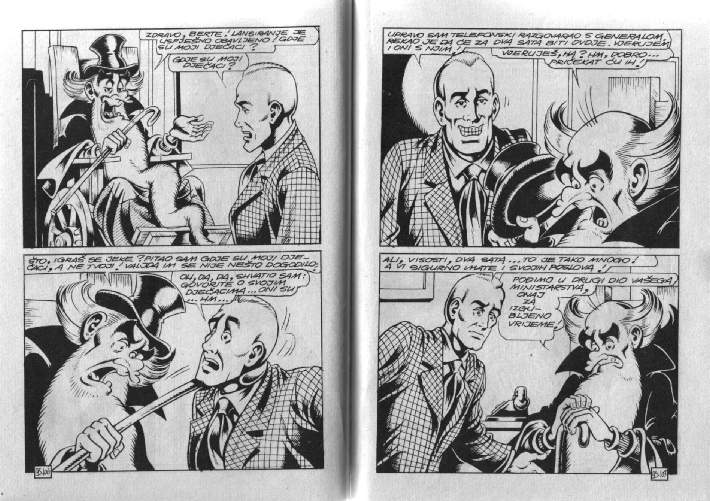 ZDRAVO, BERTE! LANSIRANJE JE
USPJEŠNO OBAVLJENO! GDJE
SU MOJI DJEČACI?
GDJE SU MOJI
DJEČACI?
ŠTO, IGRAŠ SE JEKE? PITAO SAM GDJE SU MOJI DJE-
ČACI, A NE TVOJI! VALJDA IM SE NIJE NEŠTO DOGODILO;
OH, DA, DA, SHVATIO SAM:
GOVORITE O SVOJIM
DJEČACIMA... ONI SU
... HM...
UPRAVO SAM TELEFONSKI RAZGOVARAO S GENERALOM,
REKAO JE DA ĆE ZA DVA SATA BITI OVDJE. VJERUJEM
I ONI S NJIM!
VJERUJEŠ, HA? HM, DOBRO...
PRIČEKAT ĆU IH!
ALI, VISOSTI, DVA SATA... TO JE TAKO MNOGO!
A VI SIGURNO IMATE I SVOJIH POSLOVA!
POĐIMO U DRUGI DIO VAŠEGA
MINISTARSTVA,
ONAJ
ZA
IZGU-
BLJENO
VRIJEME!